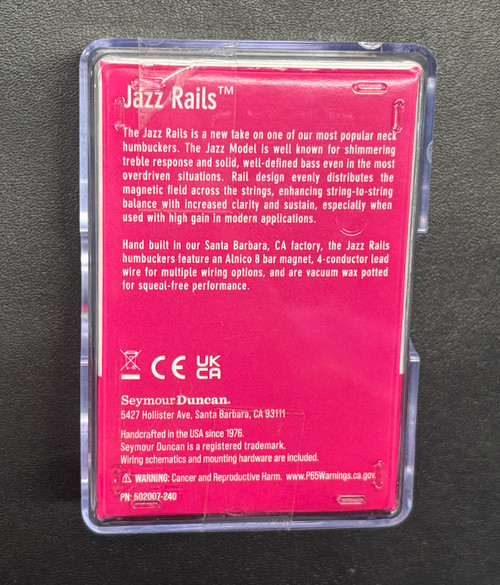 Jazz Rails™
The Jazz Rails is a new take on one of our most popular neck
humbuckers. The Jazz Model is well known for shimmering
treble response and solid, well-defined bass even in the most
overdriven situations. Rail design evenly distributes the
magnetic field across the strings, enhancing string-to-string
balance with increased clarity and sustain, especially when
used with high gain in modern applications.
Hand built in our Santa Barbara, CA factory, the Jazz Rails
humbuckers feature an Alnico 8 bar magnet, 4-conductor lead
wire for multiple wiring options, and are vacuum wax potted
for squeal-free performance.
CE UK
CA
Seymour Duncan.
5427 Hollister Ave, Santa Barbara, CA 93111
Handcrafted in the USA since 1976.
Seymour Duncan is a registered trademark.
Wiring schematics and mounting hardware are included.
⚠ WARNING: Cancer and Reproductive Harm. www.P65Warnings.ca.gov
PN: 502007-240